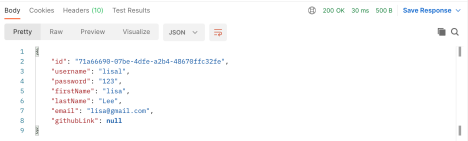 Body Cookies Headers (10) Test Results 200 OK 30 ms 500 B Save Response
Pretty Raw Preview Visualize JSON
1 {
2 "id": "71a66690-07be-4dfe-a2b4-48670ffc32fe",
3 "username": "lisal",
4 "password": "123",
5 "firstName": "lisa",
6 "lastName": "Lee",
7 "email": "lisa@gmail.com",
8 "githubLink": null
9 }